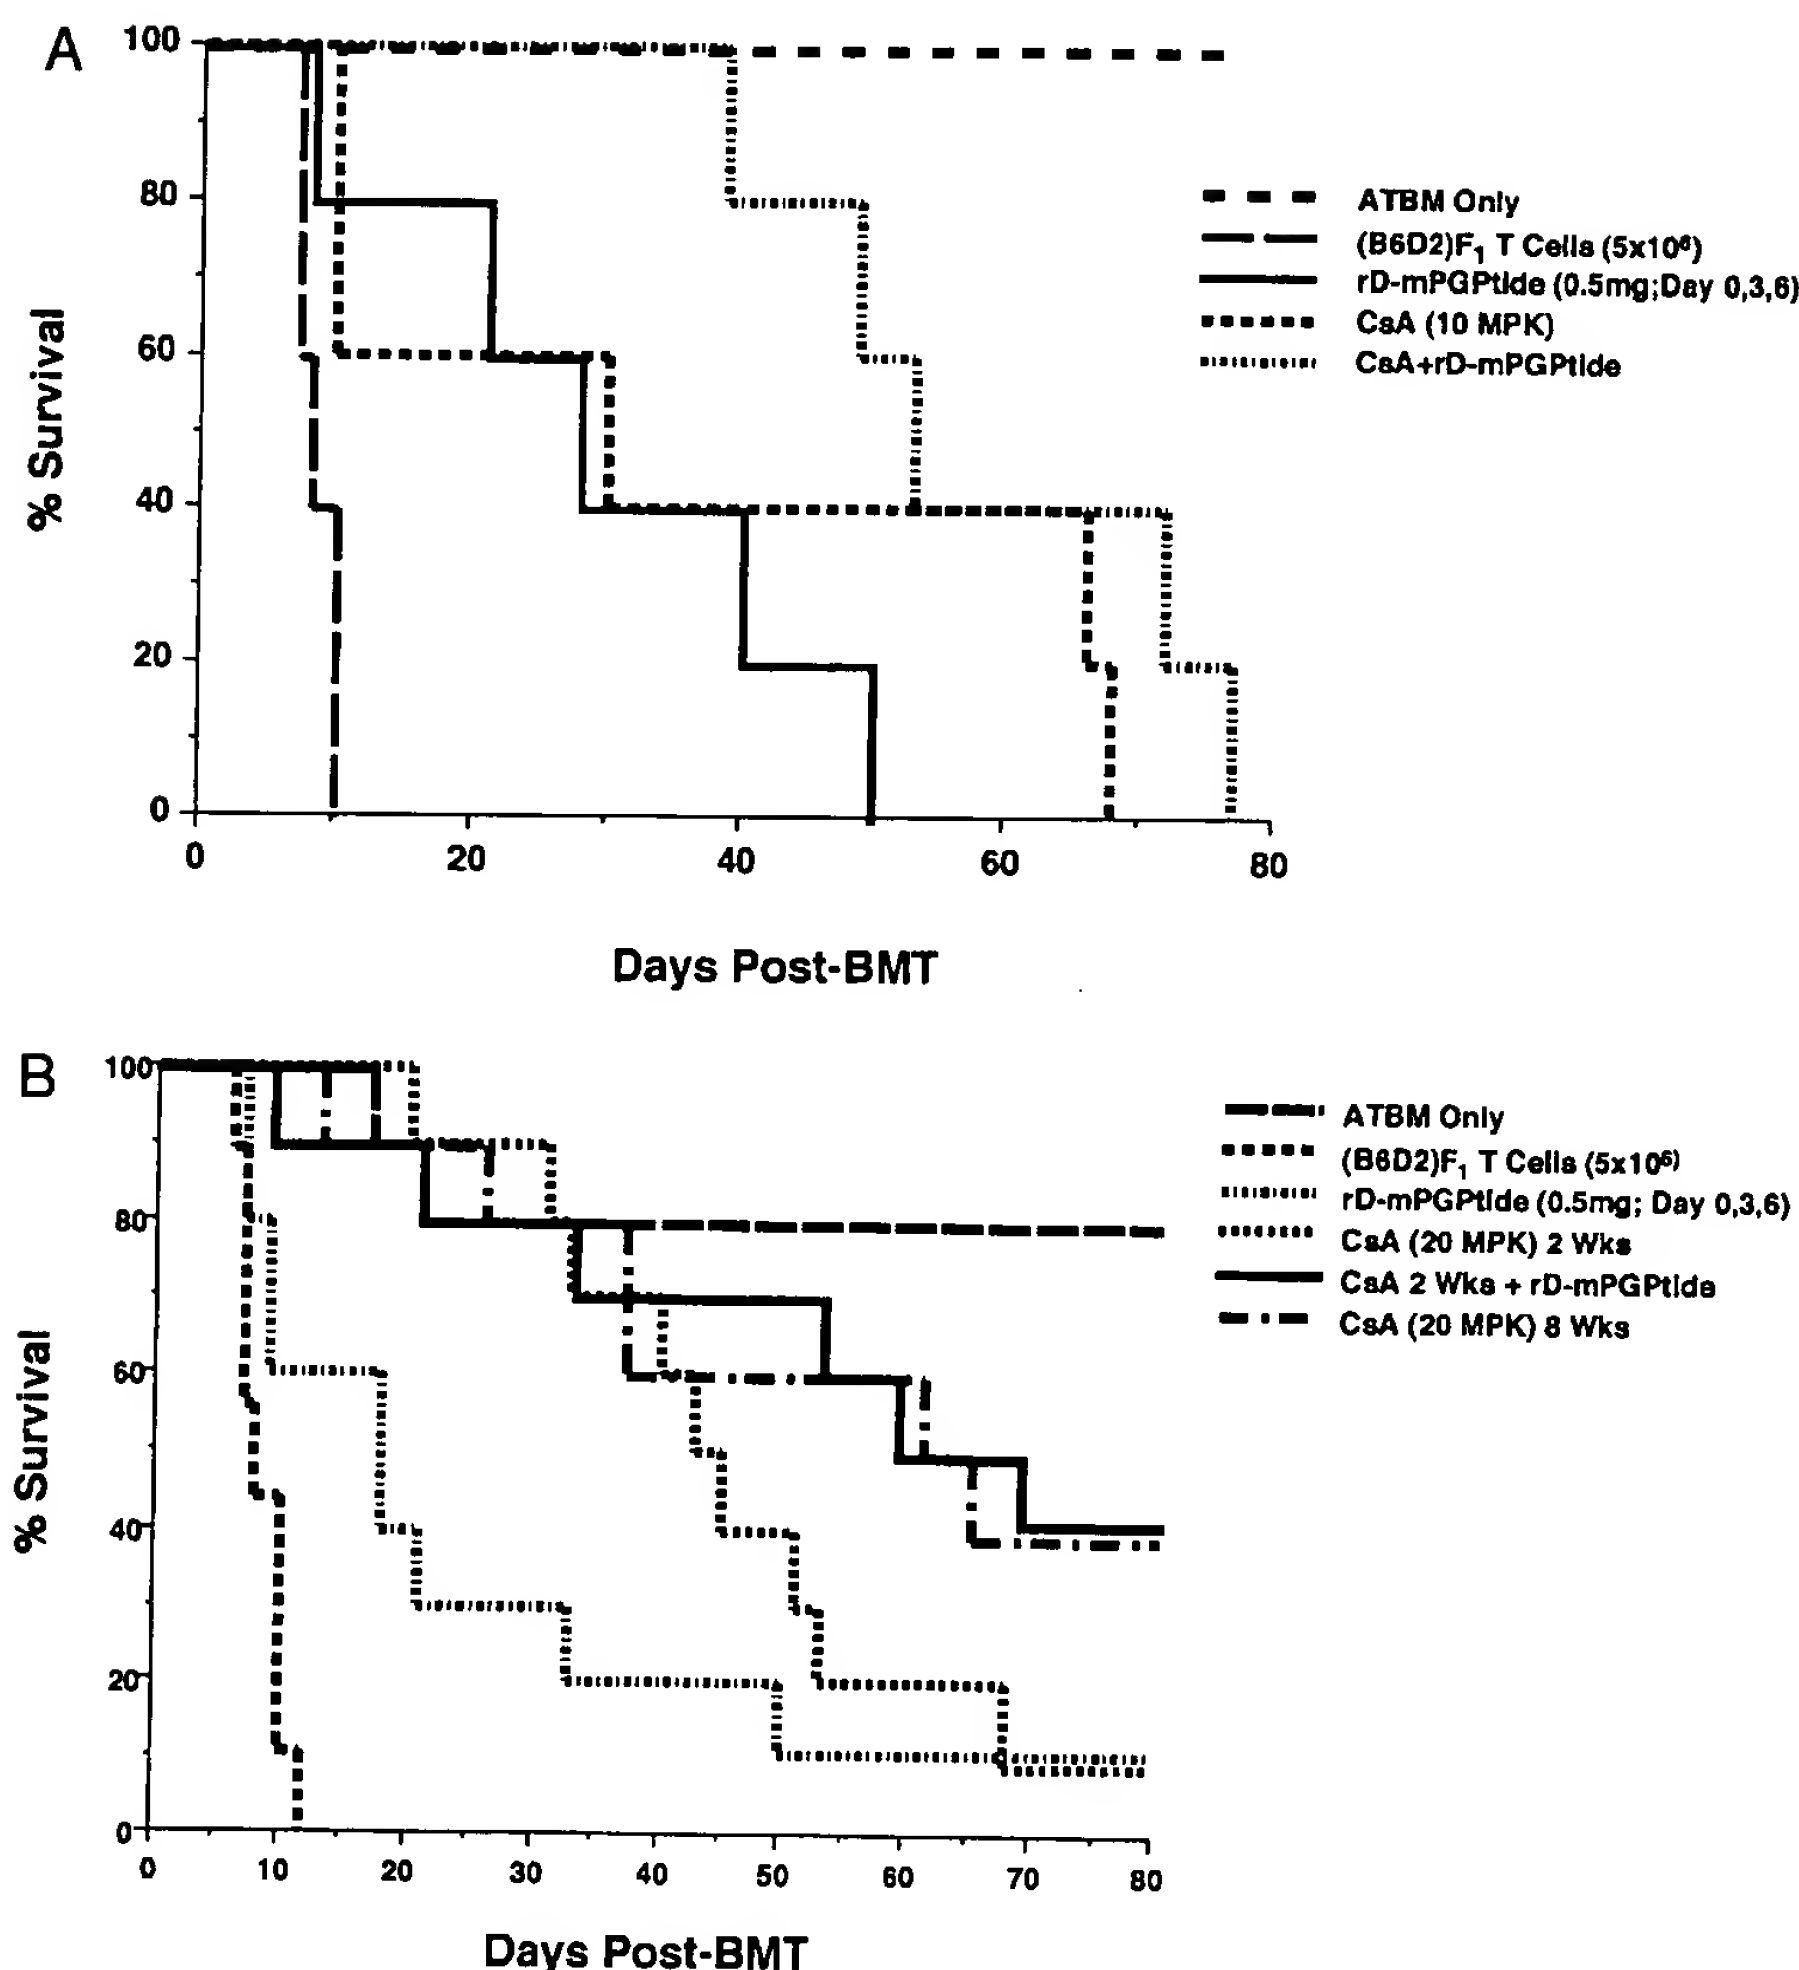 A
100
80
60
40
20
0
% Survival
0 20 40 60 80
Days Post-BMT
ATBM Only
(B6D2)F₁ T Cells (5x10⁶)
rD-mPGPtide (0.5mg;Day 0,3,6)
CsA (10 MPK)
CsA+rD-mPGPtide
B
100
80
60
40
20
0
% Survival
0 10 20 30 40 50 60 70 80
Days Post-BMT
ATBM Only
(B6D2)F₁ T Cells (5x10⁶)
rD-mPGPtide (0.5mg; Day 0,3,6)
CsA (20 MPK) 2 Wks
CsA 2 Wks + rD-mPGPtide
CsA (20 MPK) 8 Wks